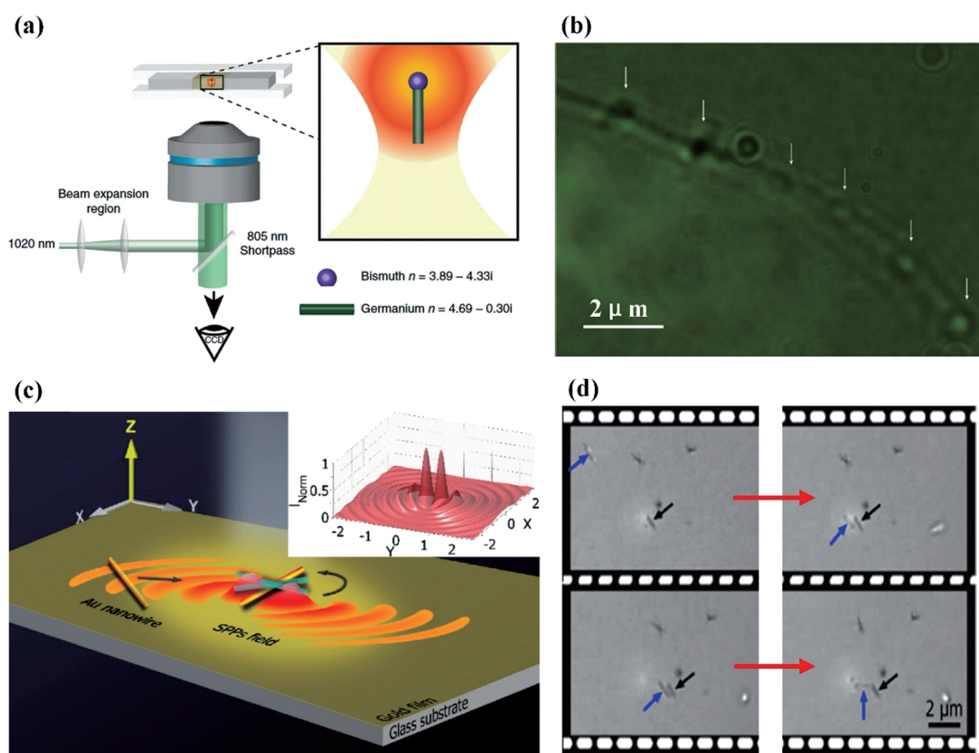 (a)
Beam expansion
region
1020 nm
805 nm
Shortpass
CCD
Bismuth n = 3.89 – 4.33i
Germanium n = 4.69 – 0.30i
(b)
2 μ m
(c)
Z
X
Y
Au nanowire
SPPs field
Gold film
Glass substrate
I Norm
1
0.5
0
-2 -1 0 1 2
Y
-2 0 2
X
(d)
2 μm